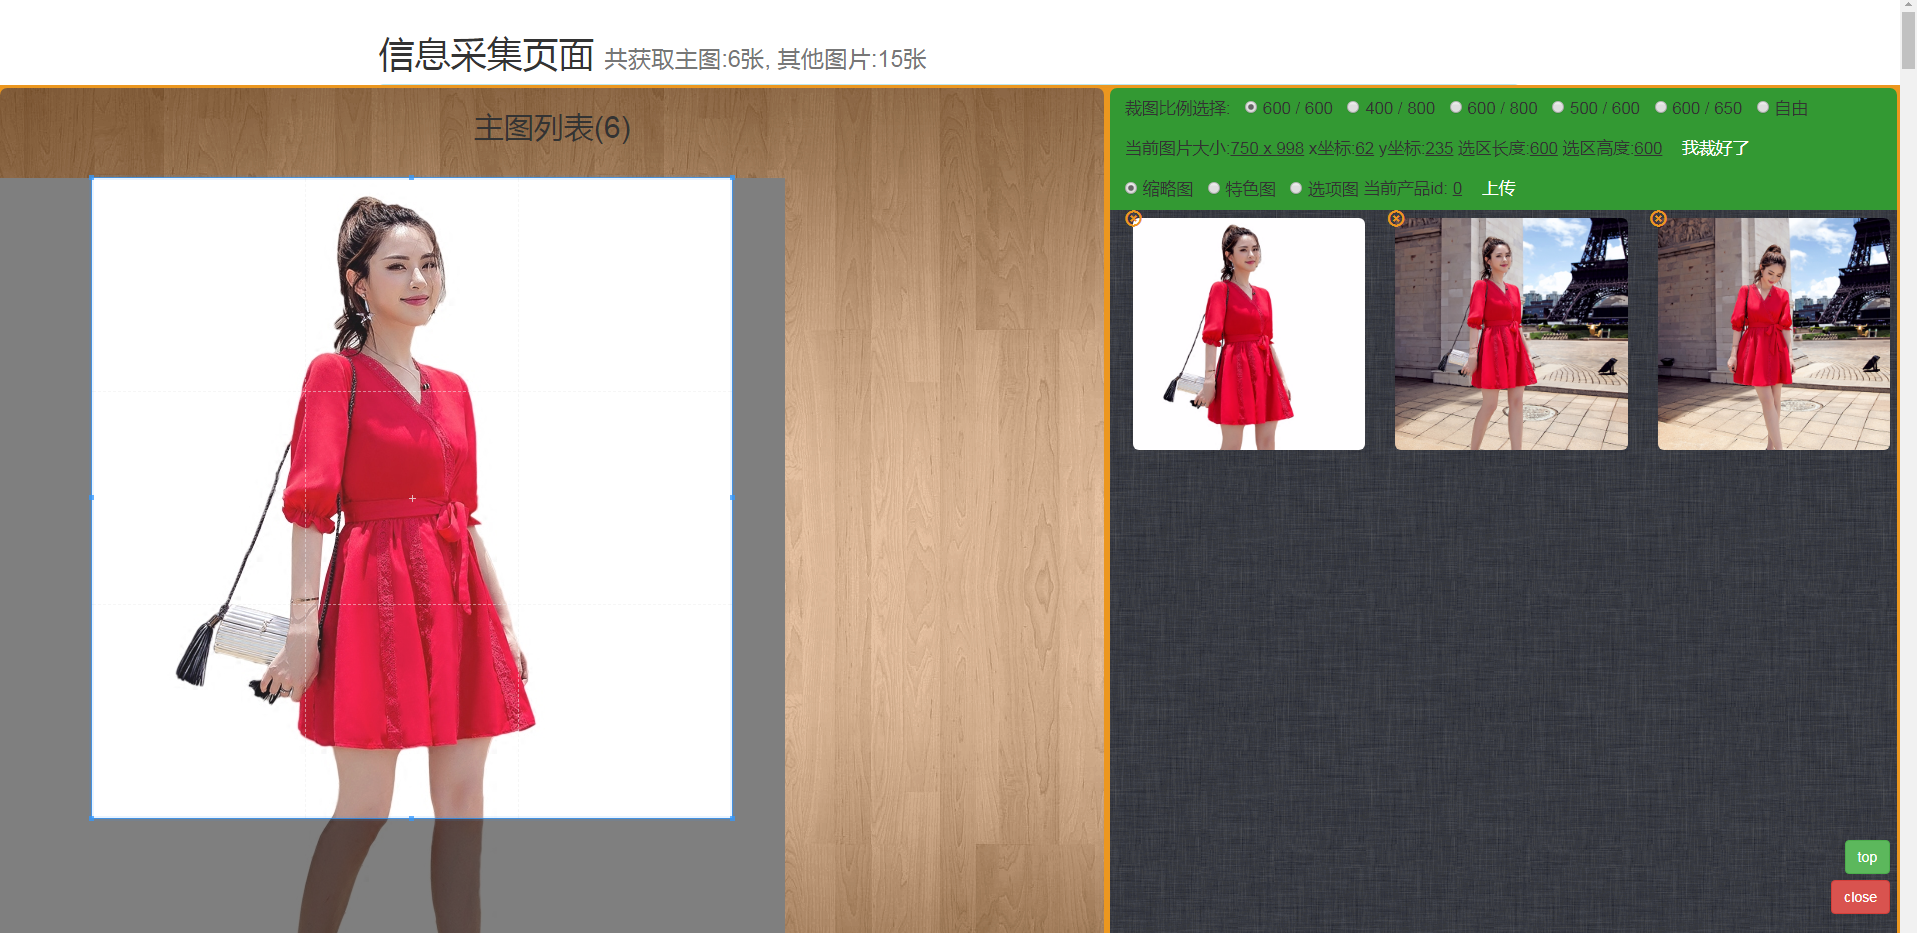 信息采集页面 共获取主图:6张, 其他图片:15张
主图列表(6)
裁图比例选择: 600 / 600 400 / 800 600 / 800 500 / 600 600 / 650 自由
当前图片大小:750 x 998 x坐标:62 y坐标:235 选区长度:600 选区高度:600 我裁好了
缩略图 特色图 选项图 当前产品id: 0 上传
top
close